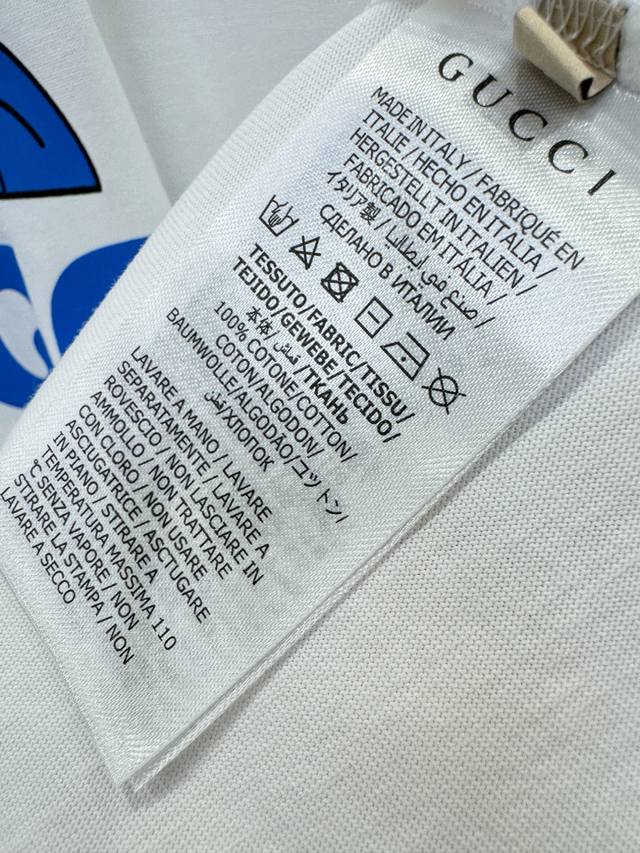 GUCCI
MADE IN ITALY / FABRIQUÉ EN
ITALIE / HECHO EN ITALIA /
HERGESTELLT IN ITALIEN /
FABRICADO EM ITÁLIA /
イタリア製 / صنع في إيطاليا /
СДЕЛАНО В ИТАЛИИ
TESSUTO/FABRIC/TISSU/
TEJIDO/GEWEBE/TECIDO/
本体/قماش/ТКАНЬ
100% COTONE/COTTON/
COTON/ALGODON/
BAUMWOLLE/ALGODÃO/コットン/
قطن/ХЛОПОК
LAVARE A MANO / LAVARE
SEPARATAMENTE / LAVARE A
ROVESCIO / NON LASCIARE IN
AMMOLLO / NON TRATTARE
CON CLORO / NON USARE
ASCIUGATRICE / ASCTUGARE
IN PIANO / STIRARE A
TEMPERATURA MASSIMA 110
°C SENZA VAPORE / NON
STIRARE LA STAMPA / NON
LAVARE A SECCO